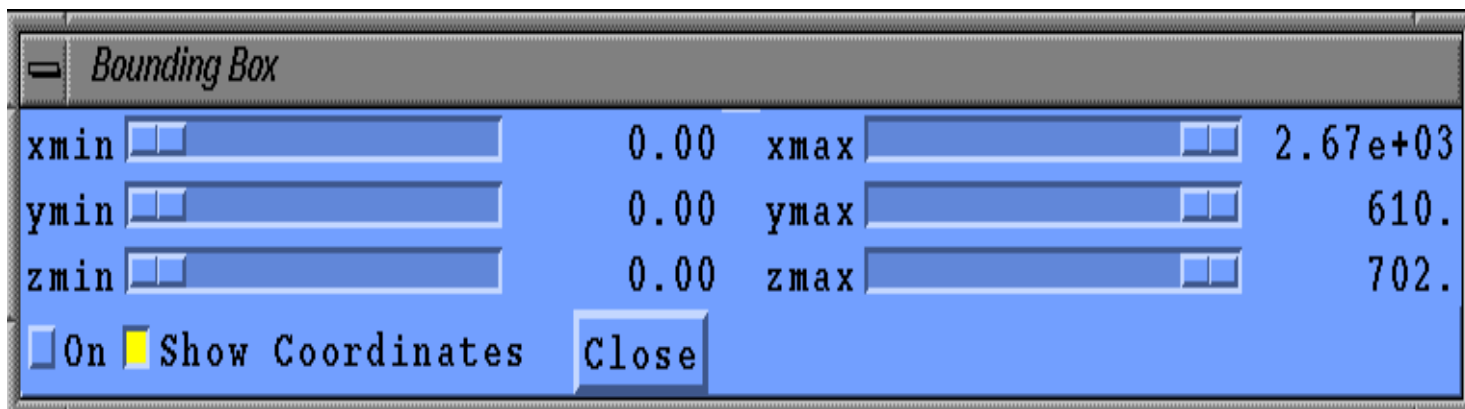 Bounding Box
xmin 0.00 xmax 2.67e+03
ymin 0.00 ymax 610.
zmin 0.00 zmax 702.
On Show Coordinates Close